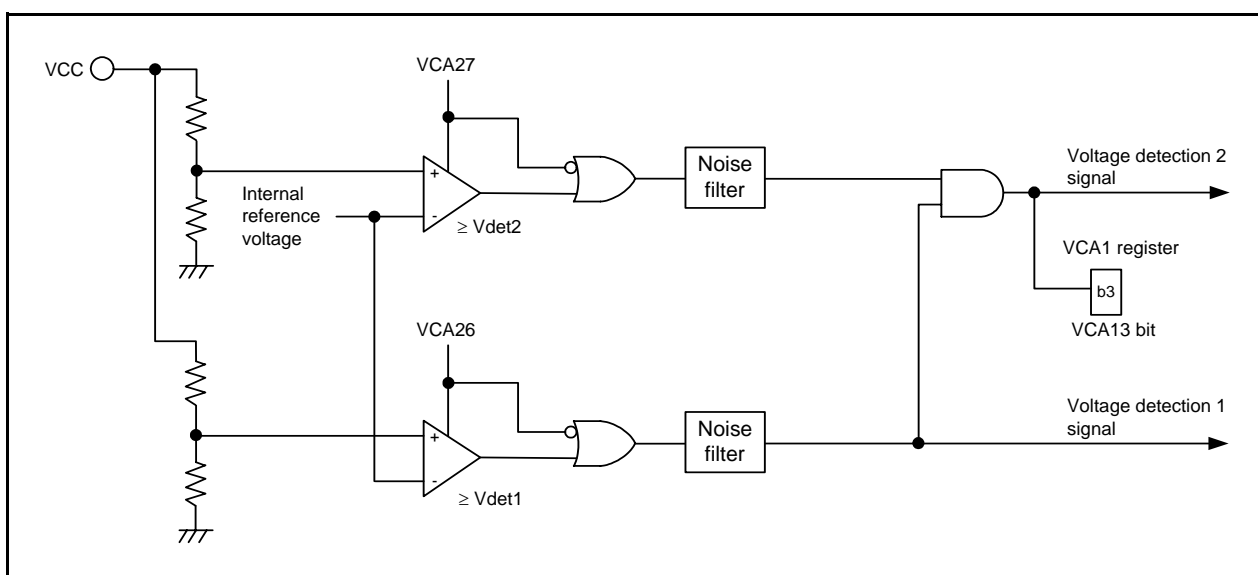 VCC
VCA27
+
-
Internal
reference
voltage
≥ Vdet2
Noise
filter
Voltage detection 2
signal
VCA1 register
b3
VCA13 bit
VCA26
+
-
≥ Vdet1
Noise
filter
Voltage detection 1
signal